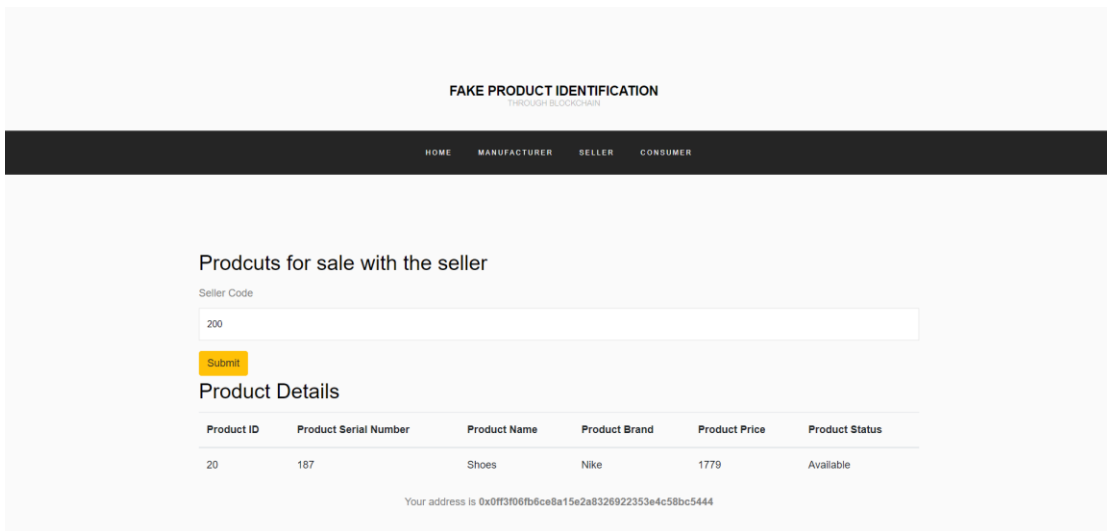 FAKE PRODUCT IDENTIFICATION
THROUGH BLOCKCHAIN
HOME MANUFACTURER SELLER CONSUMER
Prodcuts for sale with the seller
Seller Code
200
Submit
Product Details
Product ID Product Serial Number Product Name Product Brand Product Price Product Status
20 187 Shoes Nike 1779 Available
Your address is 0x0ff3f06fb6ce8a15e2a8326922353e4c58bc5444